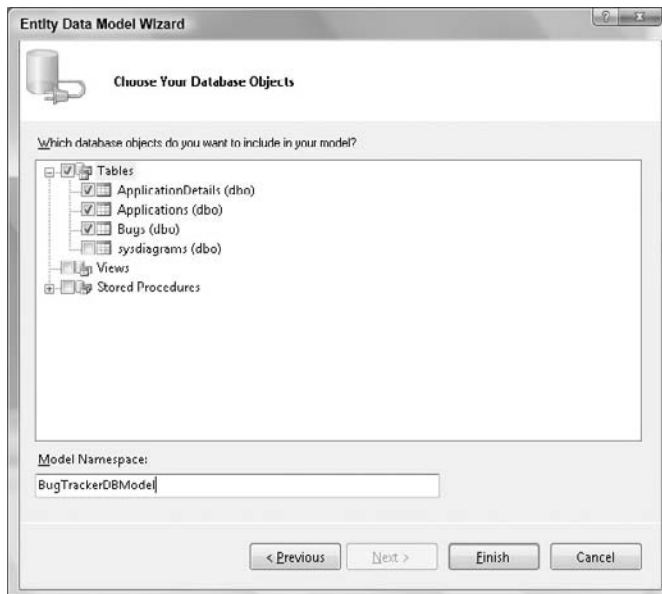 Entity Data Model Wizard
Choose Your Database Objects
Which database objects do you want to include in your model?
Tables
ApplicationDetails (dbo)
Applications (dbo)
Bugs (dbo)
sysdiagrams (dbo)
Views
Stored Procedures
Model Namespace:
BugTrackerDBModel
< Previous
Next >
Finish
Cancel